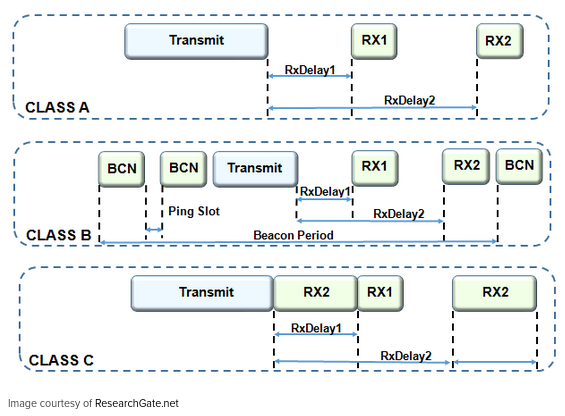 Transmit
RX1
RX2
RxDelay1
RxDelay2
CLASS A
BCN
BCN
Transmit
RX1
RX2
BCN
RxDelay1
Ping Slot
RxDelay2
CLASS B
Beacon Period
Transmit
RX2
RX1
RX2
RxDelay1
RxDelay2
CLASS C
Image courtesy of ResearchGate.net